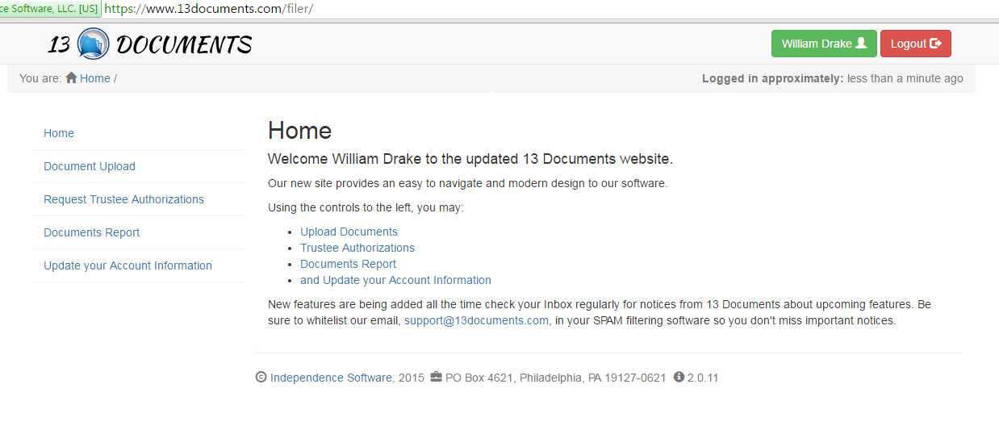 ce Software, LLC. [US] https://www.13documents.com/filer/
13 DOCUMENTS
William Drake Logout
You are: Home / Logged in approximately: less than a minute ago
Home
Document Upload
Request Trustee Authorizations
Documents Report
Update your Account Information
Home
Welcome William Drake to the updated 13 Documents website.
Our new site provides an easy to navigate and modern design to our software.
Using the controls to the left, you may:
• Upload Documents
• Trustee Authorizations
• Documents Report
• and Update your Account Information
New features are being added all the time check your Inbox regularly for notices from 13 Documents about upcoming features. Be
sure to whitelist our email, support@13documents.com, in your SPAM filtering software so you don't miss important notices.
© Independence Software, 2015 PO Box 4621, Philadelphia, PA 19127-0621 2.0.11